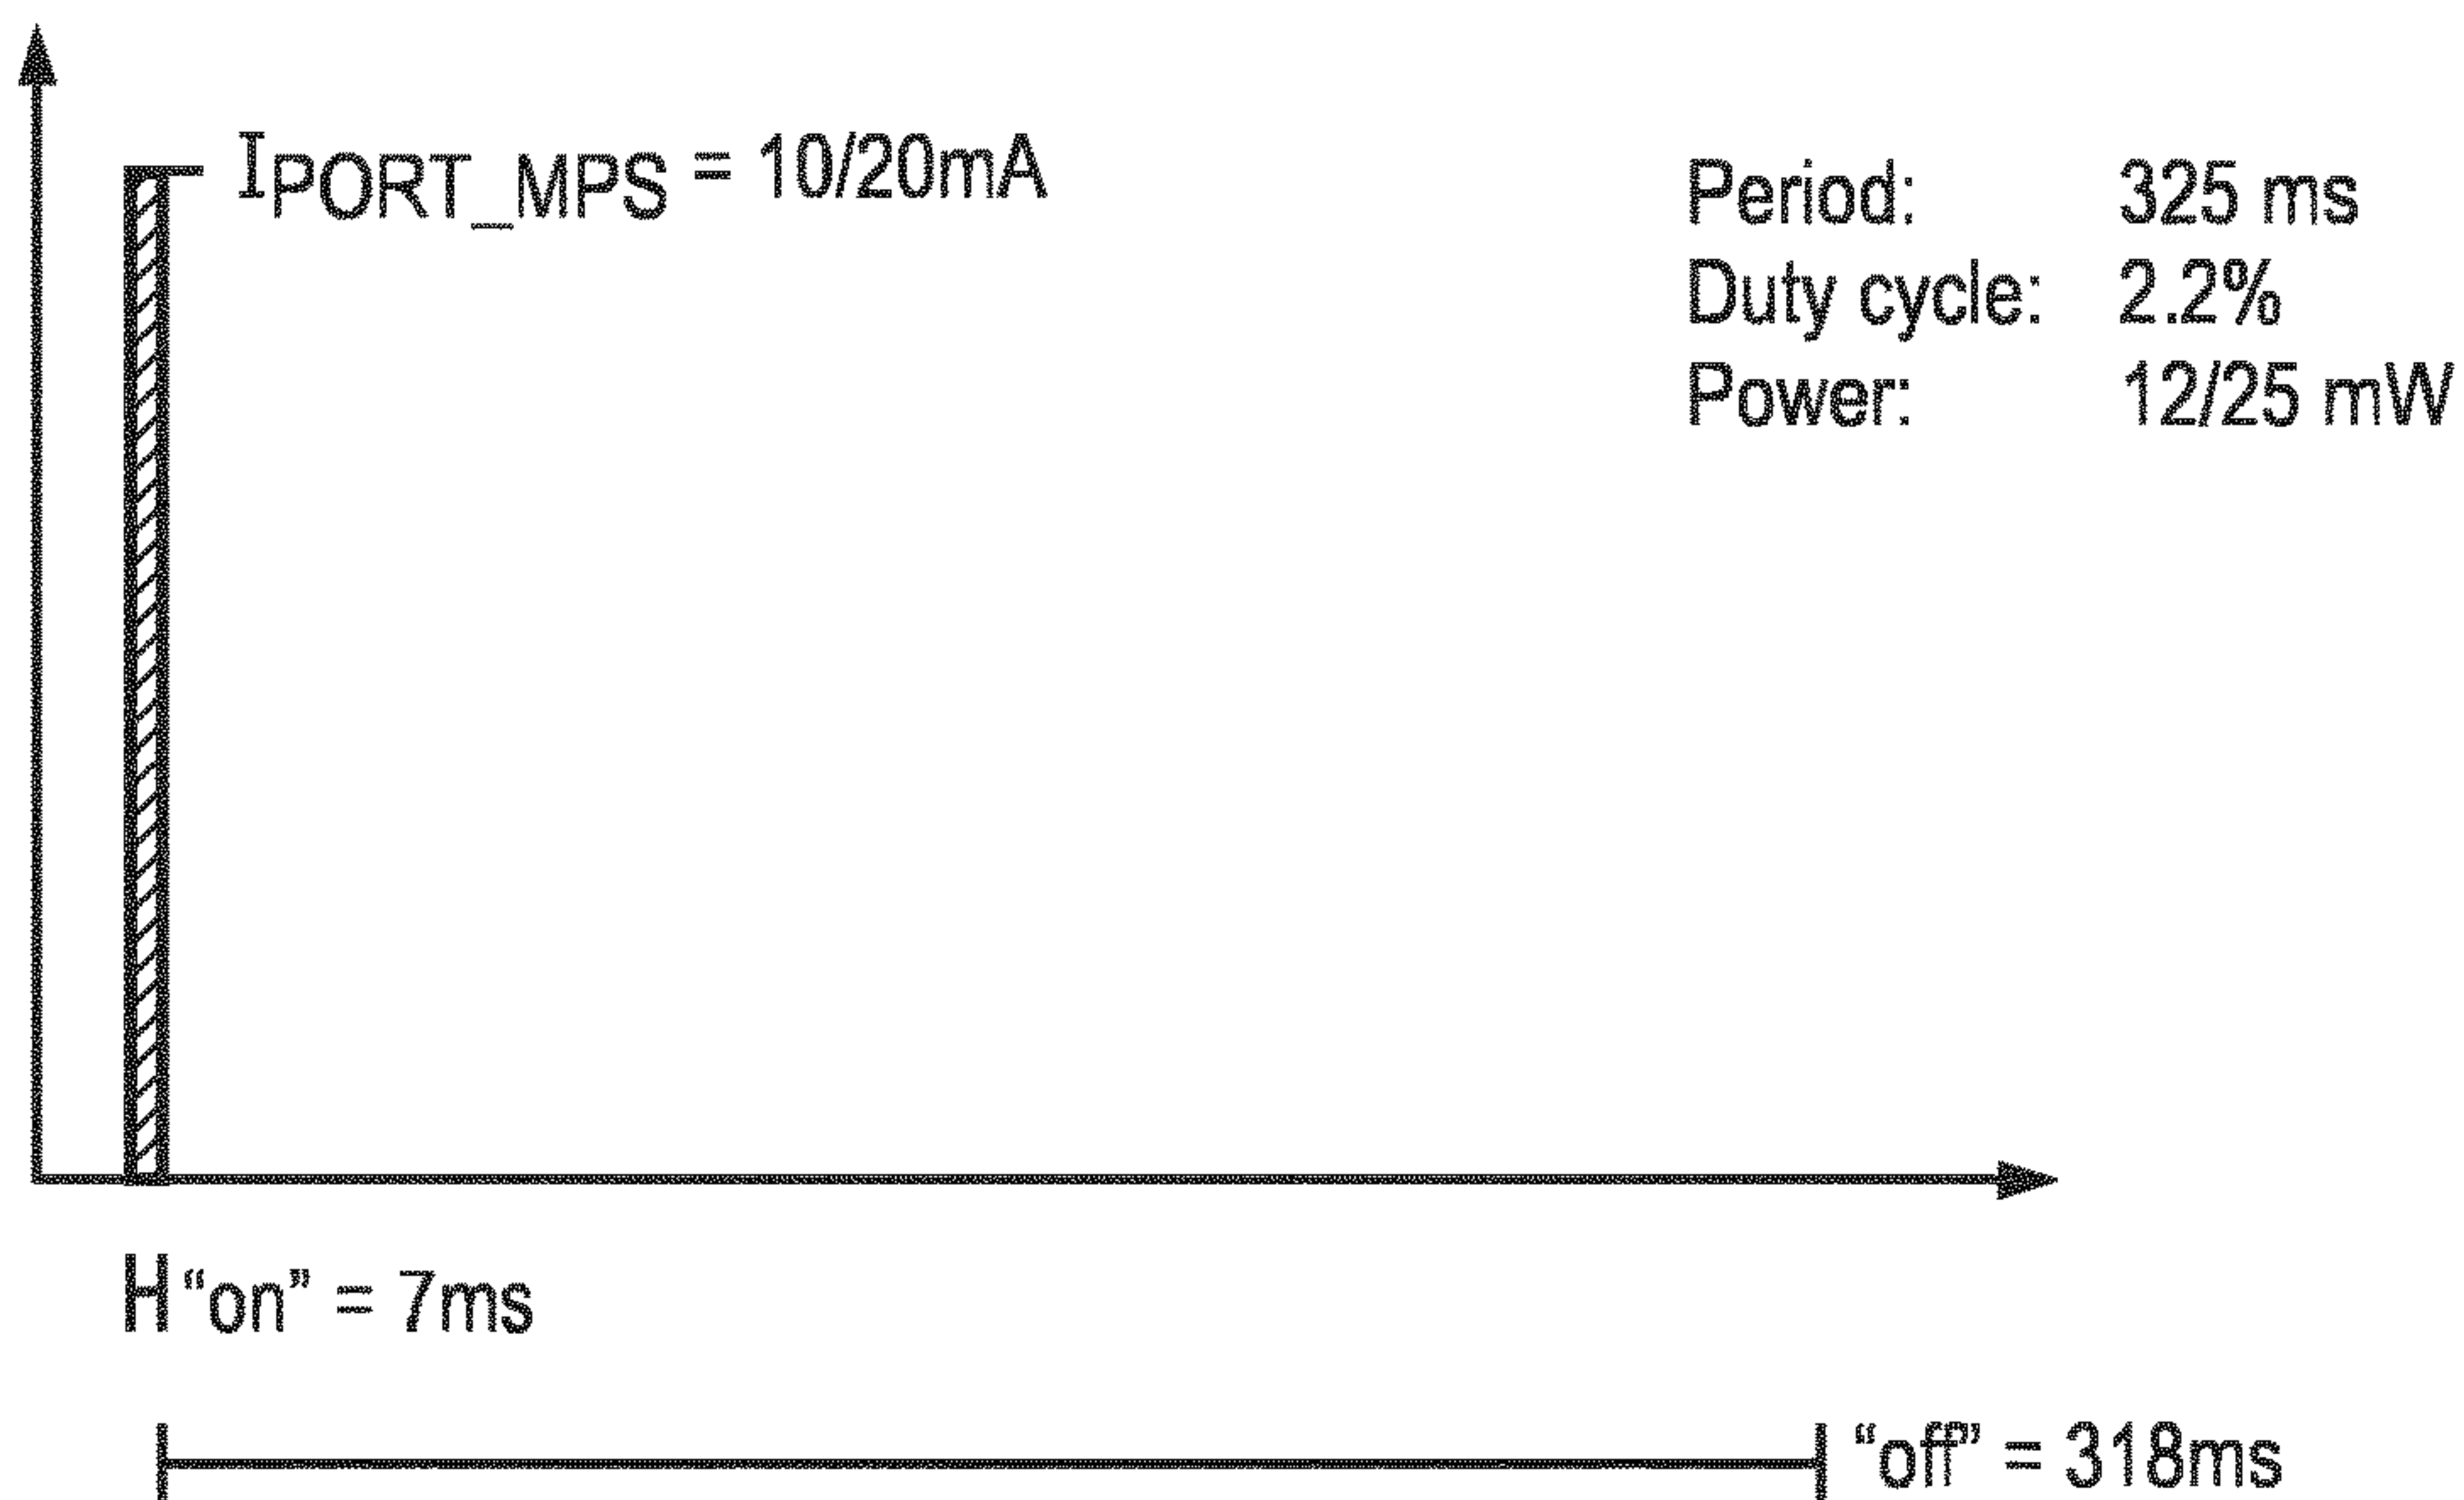 IPORT_MPS = 10/20mA
Period: 325 ms
Duty cycle: 2.2%
Power: 12/25 mW
"on" = 7ms
"off" = 318ms